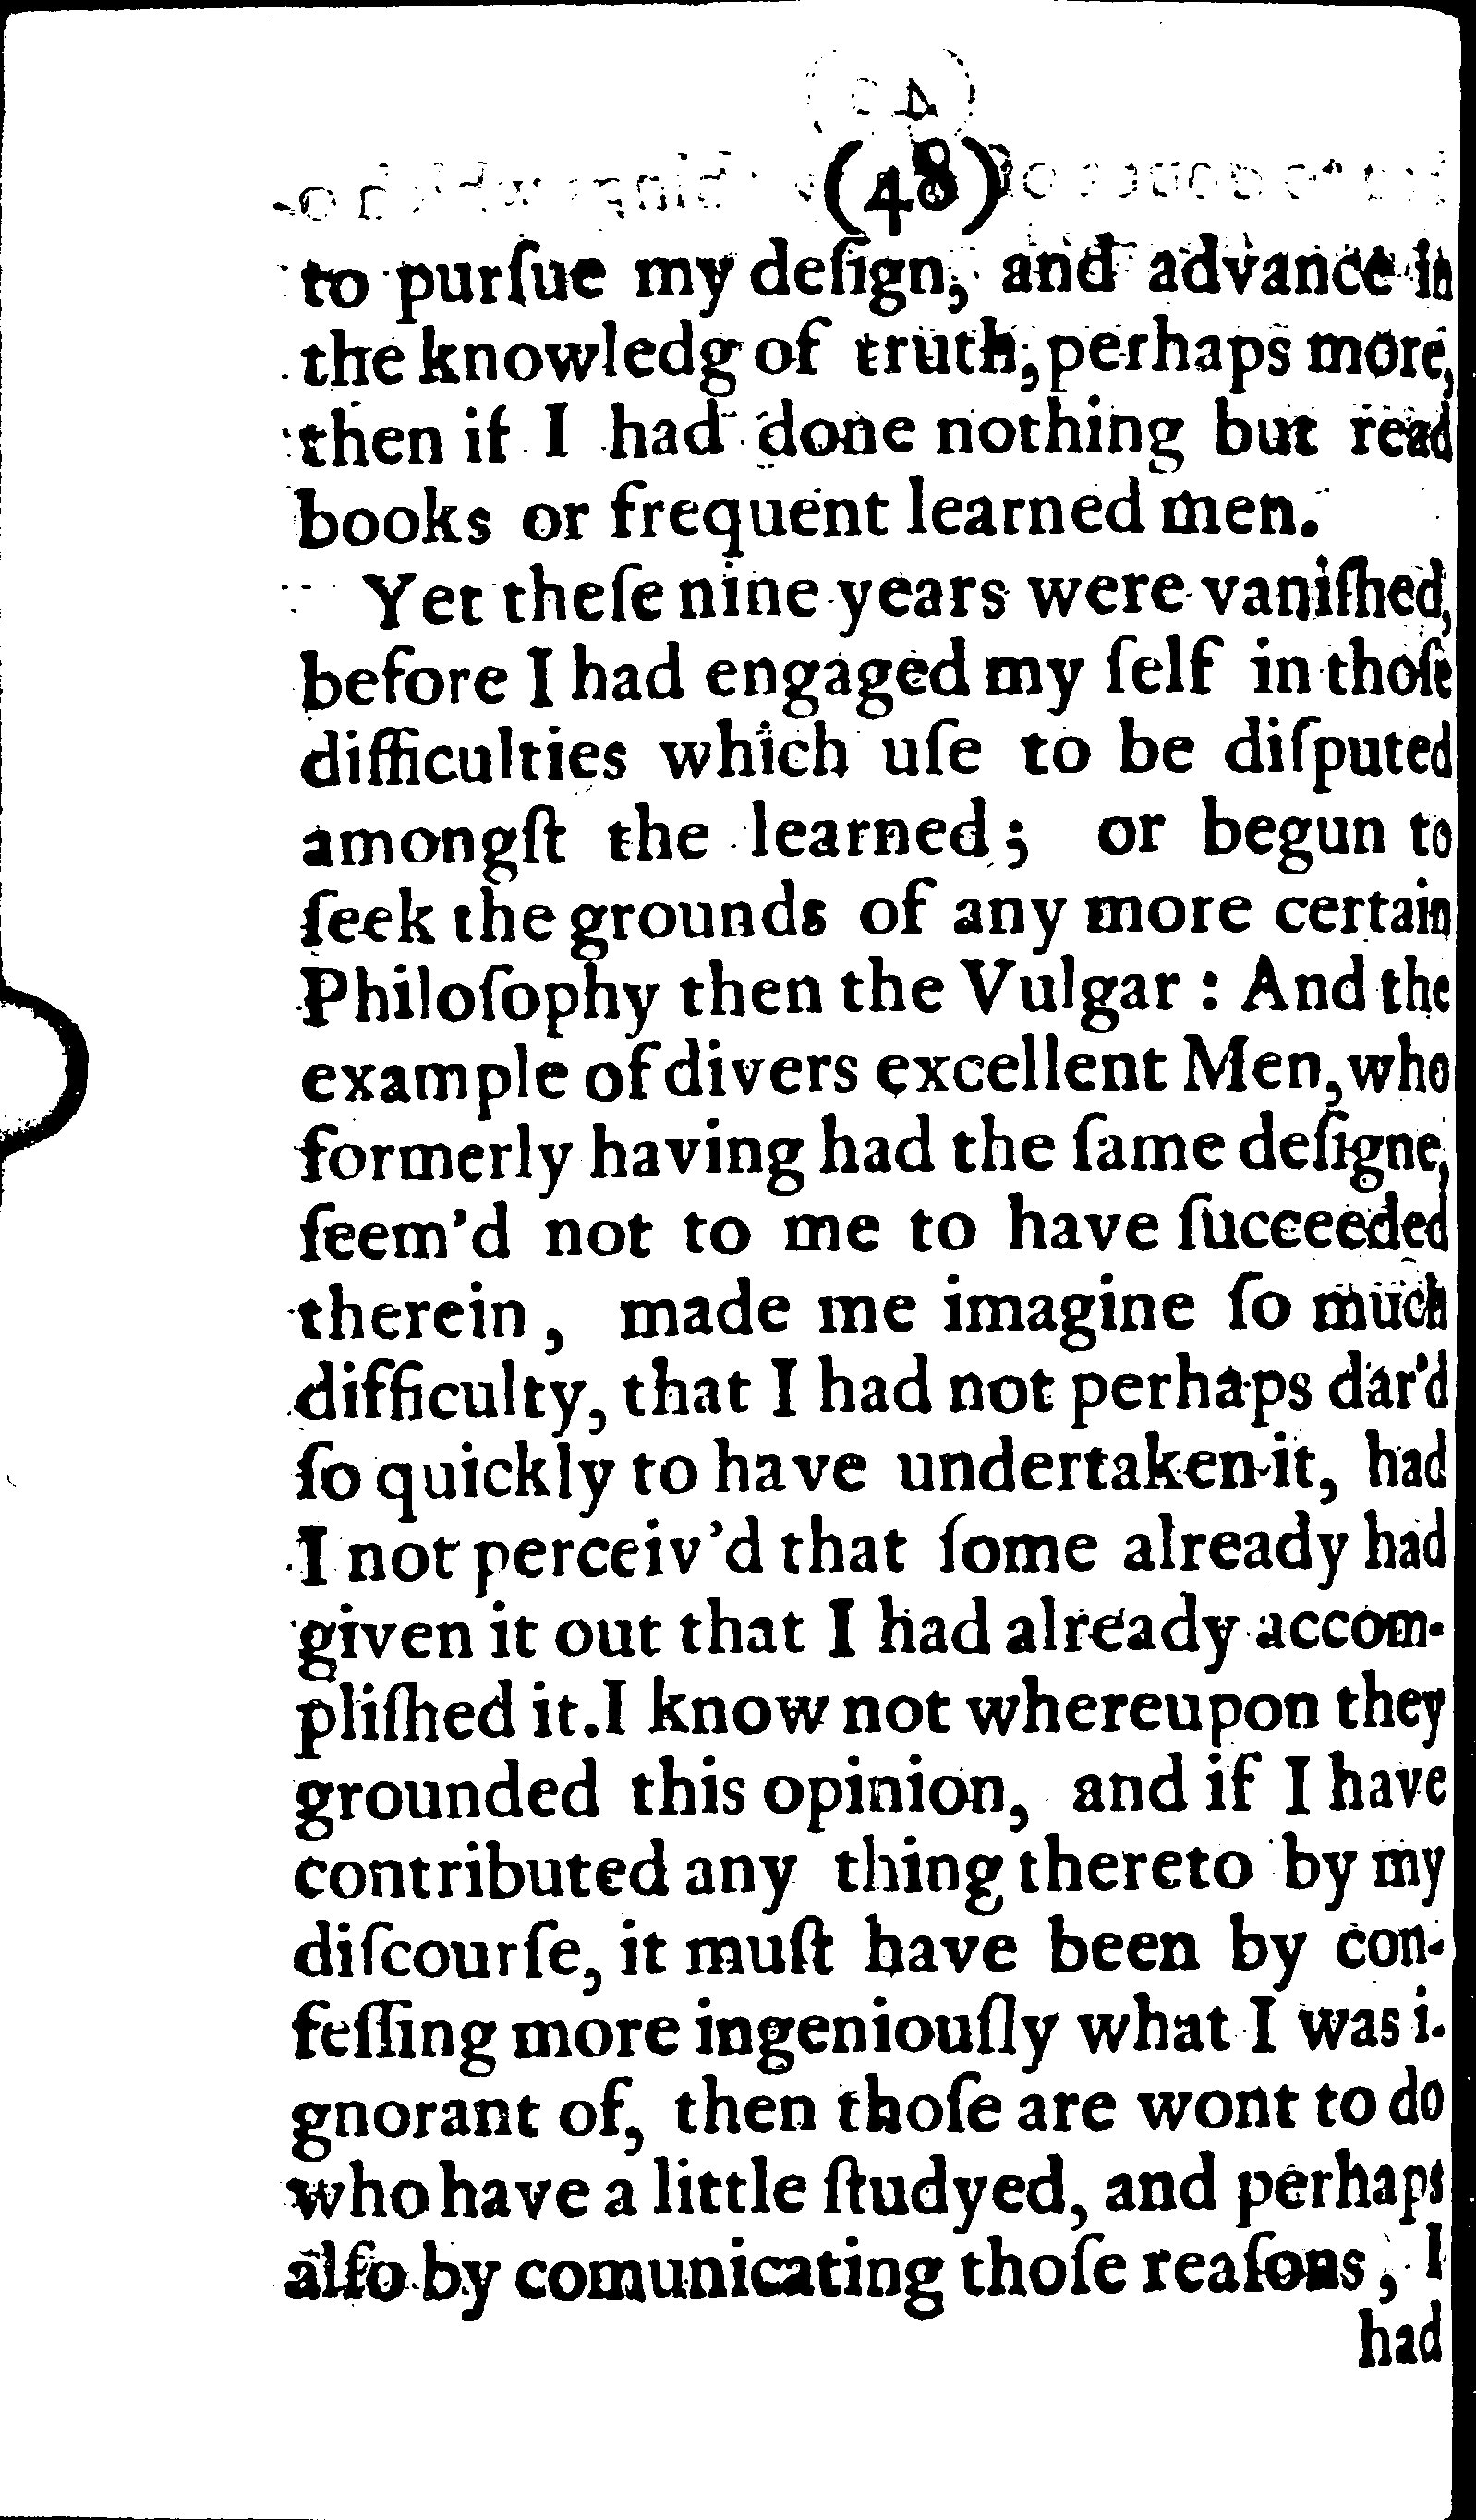 (48)
to purſue my deſign, and advance in
the knowledg of truth, perhaps more,
then if I had done nothing but read
books or frequent learned men.
Yet theſe nine years were vaniſhed,
before I had engaged my ſelf in thoſe
difficulties which uſe to be diſputed
amongſt the learned; or begun to
ſeek the grounds of any more certain
Philoſophy then the Vulgar: And the
example of divers excellent Men, who
formerly having had the ſame deſigne,
ſeem'd not to me to have ſucceeded
therein, made me imagine ſo much
difficulty, that I had not perhaps dar'd
ſo quickly to have undertaken it, had
I not perceiv'd that ſome already had
given it out that I had already accom-
pliſhed it. I know not whereupon they
grounded this opinion, and if I have
contributed any thing thereto by my
diſcourſe, it muſt have been by con-
feſſing more ingeniouſly what I was i-
gnorant of, then thoſe are wont to do
who have a little ſtudyed, and perhaps
alſo by comunicating thoſe reaſons, I
had